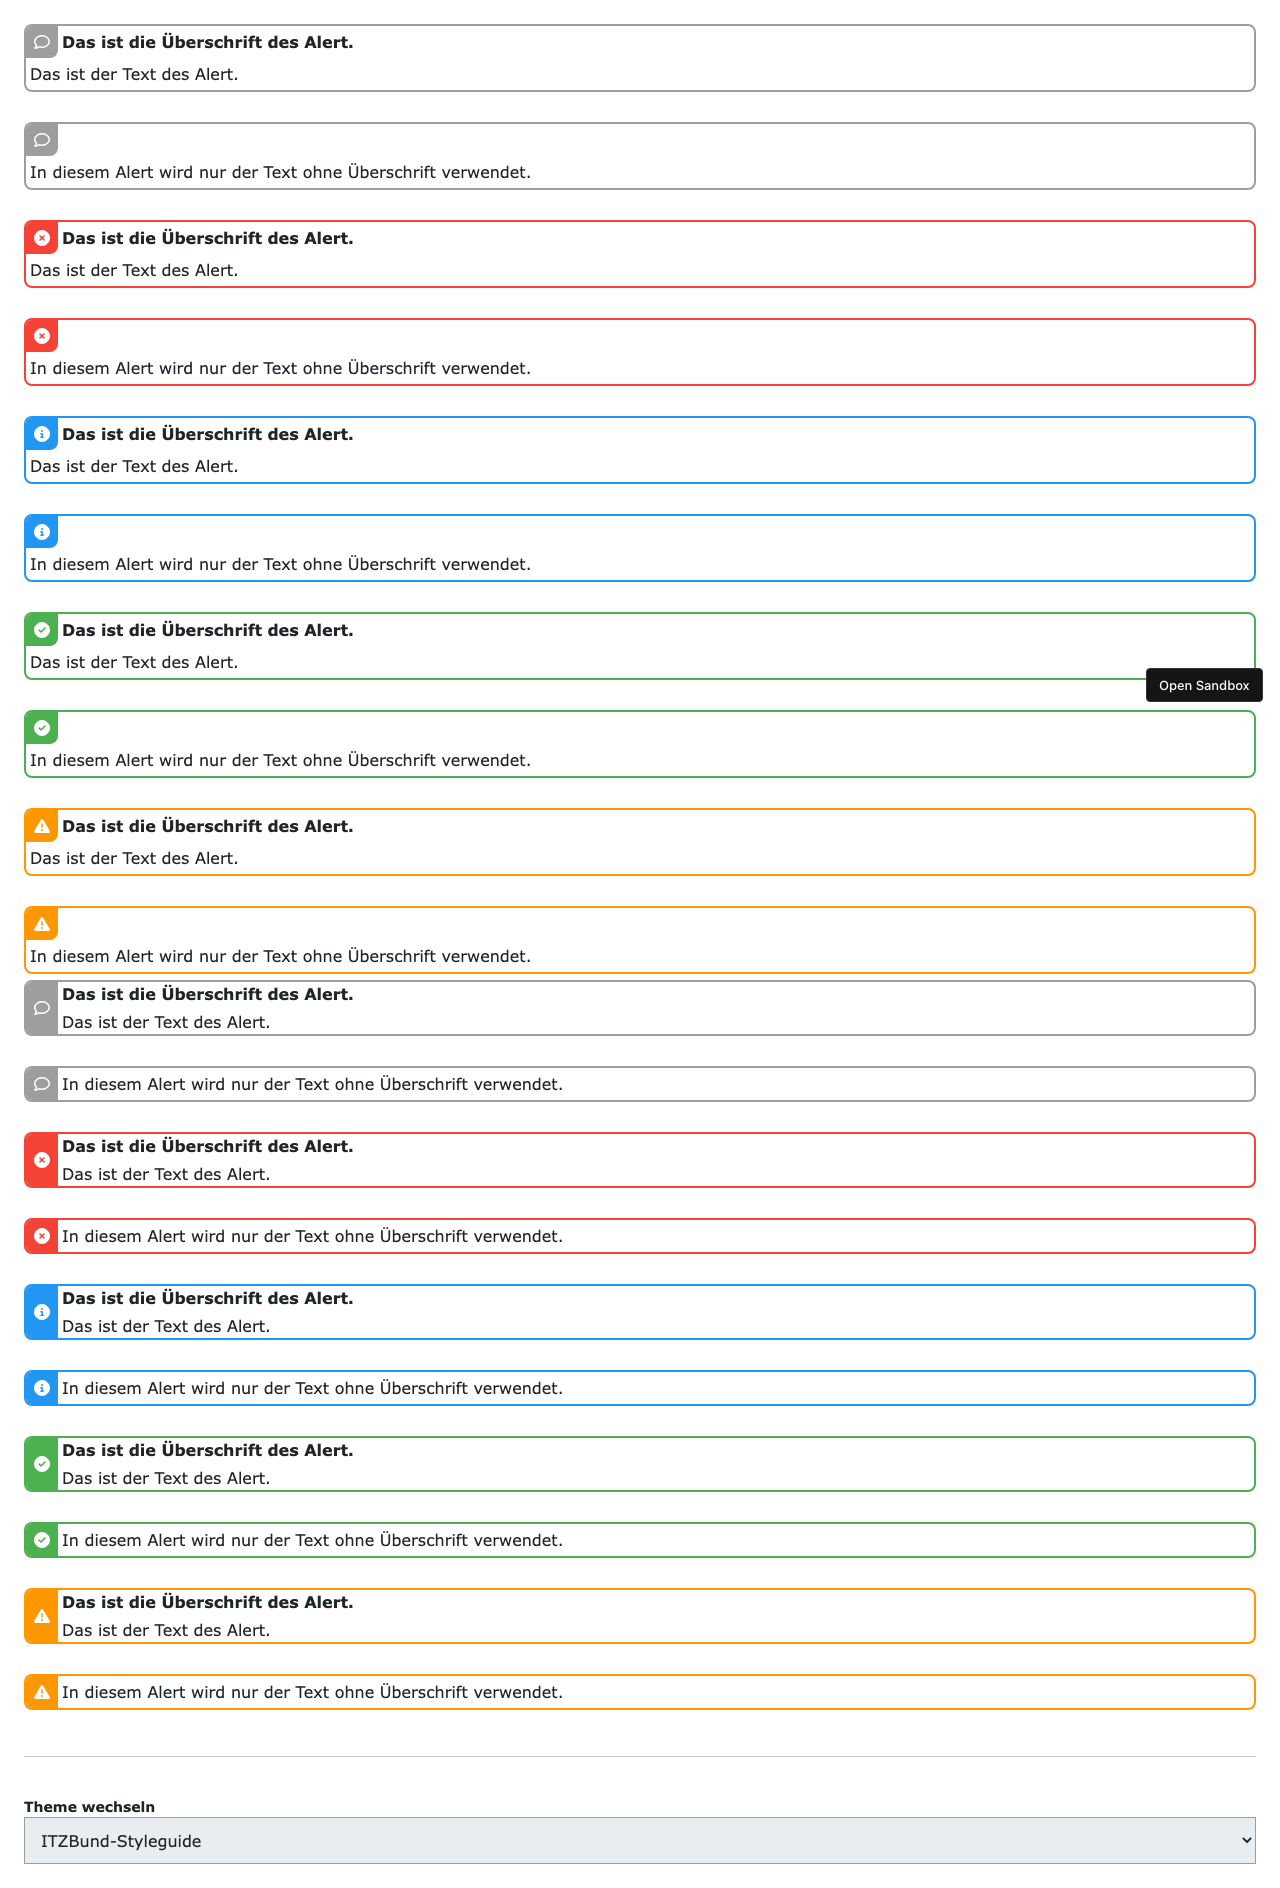 Das ist die Überschrift des Alert.
Das ist der Text des Alert.
In diesem Alert wird nur der Text ohne Überschrift verwendet.
Das ist die Überschrift des Alert.
Das ist der Text des Alert.
In diesem Alert wird nur der Text ohne Überschrift verwendet.
Das ist die Überschrift des Alert.
Das ist der Text des Alert.
In diesem Alert wird nur der Text ohne Überschrift verwendet.
Das ist die Überschrift des Alert.
Das ist der Text des Alert.
Open Sandbox
In diesem Alert wird nur der Text ohne Überschrift verwendet.
Das ist die Überschrift des Alert.
Das ist der Text des Alert.
In diesem Alert wird nur der Text ohne Überschrift verwendet.
Das ist die Überschrift des Alert.
Das ist der Text des Alert.
In diesem Alert wird nur der Text ohne Überschrift verwendet.
Das ist die Überschrift des Alert.
Das ist der Text des Alert.
In diesem Alert wird nur der Text ohne Überschrift verwendet.
Das ist die Überschrift des Alert.
Das ist der Text des Alert.
In diesem Alert wird nur der Text ohne Überschrift verwendet.
Das ist die Überschrift des Alert.
Das ist der Text des Alert.
In diesem Alert wird nur der Text ohne Überschrift verwendet.
Das ist die Überschrift des Alert.
Das ist der Text des Alert.
In diesem Alert wird nur der Text ohne Überschrift verwendet.
Theme wechseln
ITZBund-Styleguide